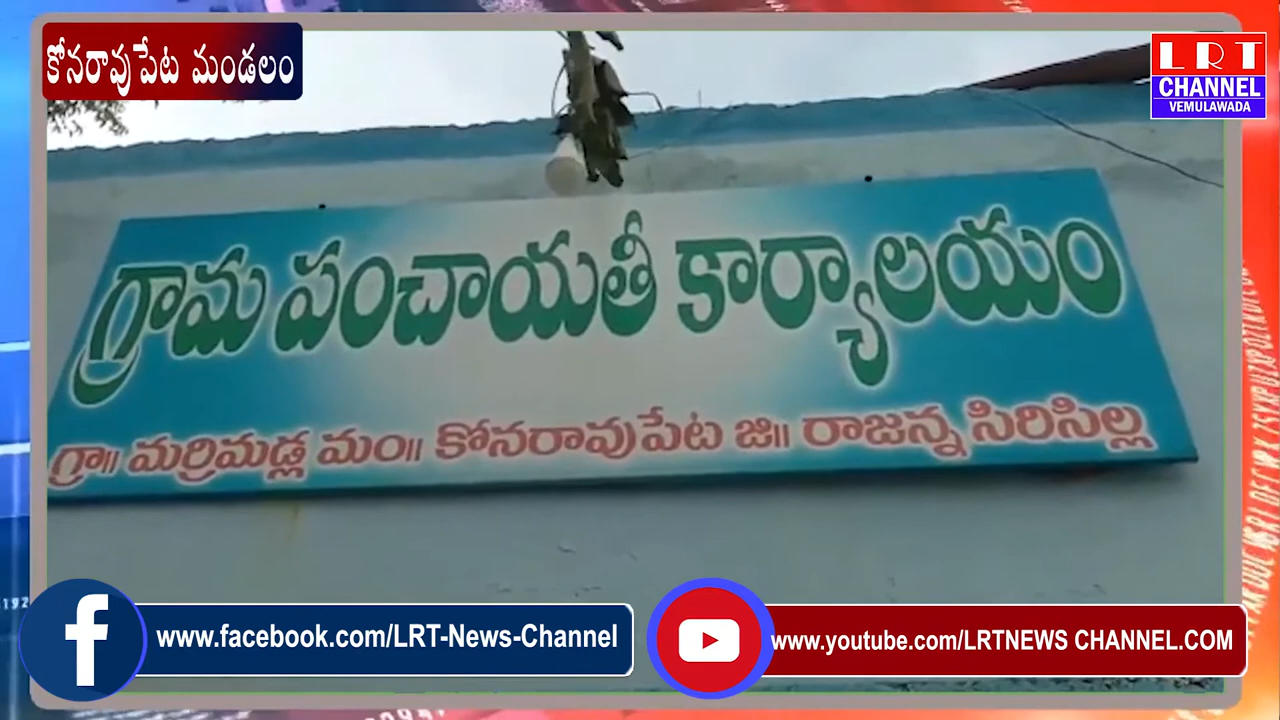 కోనరావుపేట మండలం
LRT
CHANNEL
VEMULAWADA
గ్రామ పంచాయతీ కార్యాలయం
గ్రా॥ మర్రిమడ్ల మం॥ కోనరావుపేట జి॥ రాజన్న సిరిసిల్ల
www.facebook.com/LRT-News-Channel
www.youtube.com/LRTNEWS CHANNEL.COM